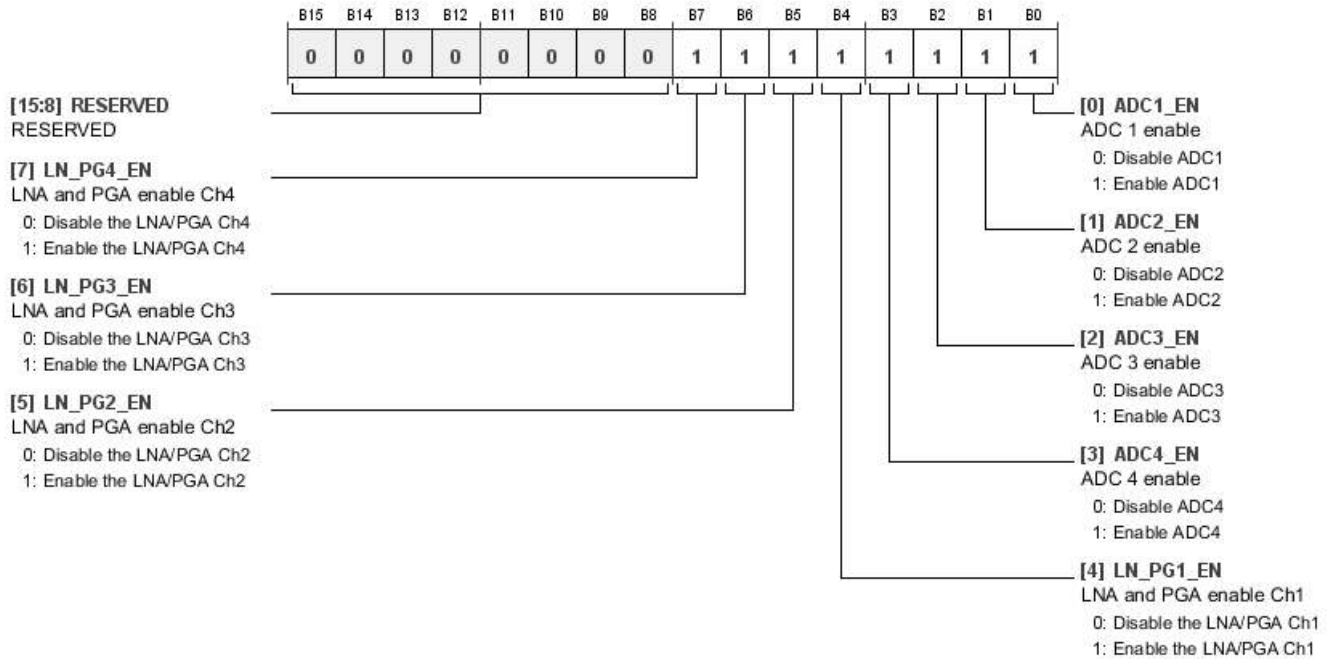 B15 B14 B13 B12 B11 B10 B9 B8 B7 B6 B5 B4 B3 B2 B1 B0
0 0 0 0 0 0 0 0 1 1 1 1 1 1 1 1
[15:8] RESERVED
RESERVED
[7] LN_PG4_EN
LNA and PGA enable Ch4
0: Disable the LNA/PGA Ch4
1: Enable the LNA/PGA Ch4
[6] LN_PG3_EN
LNA and PGA enable Ch3
0: Disable the LNA/PGA Ch3
1: Enable the LNA/PGA Ch3
[5] LN_PG2_EN
LNA and PGA enable Ch2
0: Disable the LNA/PGA Ch2
1: Enable the LNA/PGA Ch2
[0] ADC1_EN
ADC 1 enable
0: Disable ADC1
1: Enable ADC1
[1] ADC2_EN
ADC 2 enable
0: Disable ADC2
1: Enable ADC2
[2] ADC3_EN
ADC 3 enable
0: Disable ADC3
1: Enable ADC3
[3] ADC4_EN
ADC 4 enable
0: Disable ADC4
1: Enable ADC4
[4] LN_PG1_EN
LNA and PGA enable Ch1
0: Disable the LNA/PGA Ch1
1: Enable the LNA/PGA Ch1